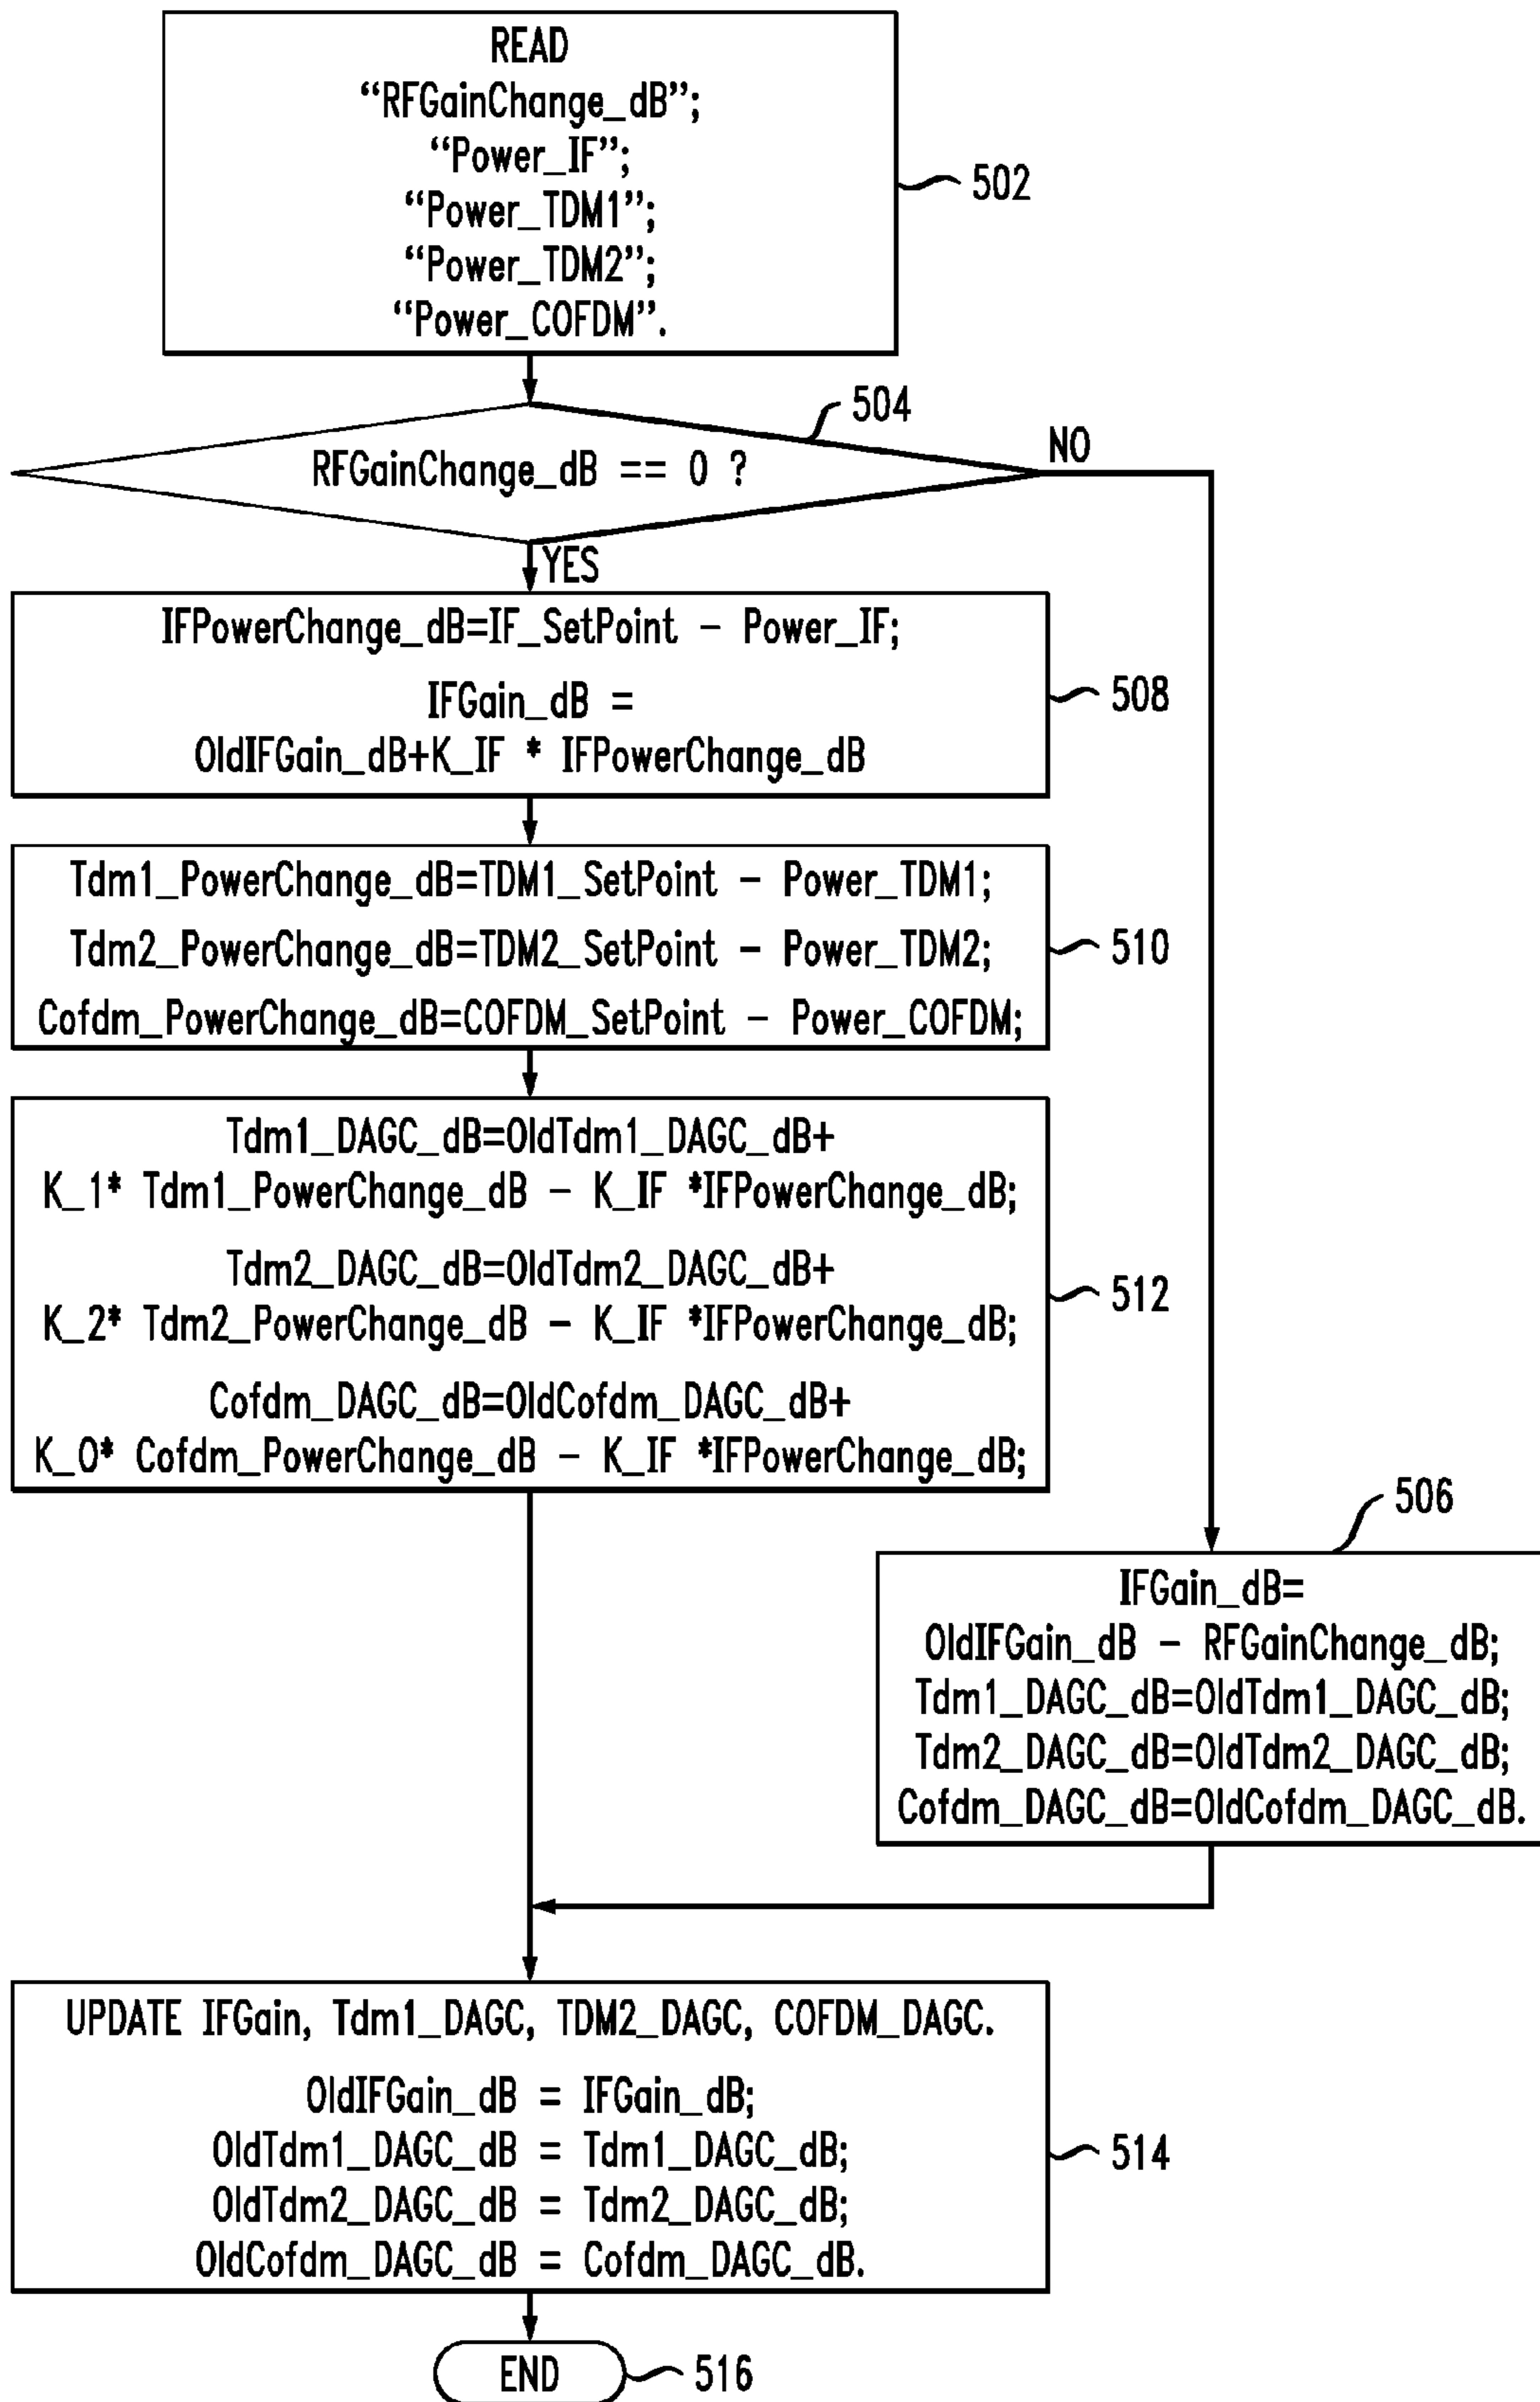 READ
“RFGainChange_dB”;
“Power_IF”;
“Power_TDM1”;
“Power_TDM2”;
“Power_COFDM”.
502
504
RFGainChange_dB == 0 ?
NO
YES
IFPowerChange_dB=IF_SetPoint – Power_IF;
IFGain_dB =
OldIFGain_dB+K_IF * IFPowerChange_dB
508
Tdm1_PowerChange_dB=TDM1_SetPoint – Power_TDM1;
Tdm2_PowerChange_dB=TDM2_SetPoint – Power_TDM2;
Cofdm_PowerChange_dB=COFDM_SetPoint – Power_COFDM;
510
Tdm1_DAGC_dB=OldTdm1_DAGC_dB+
K_1* Tdm1_PowerChange_dB – K_IF *IFPowerChange_dB;
Tdm2_DAGC_dB=OldTdm2_DAGC_dB+
K_2* Tdm2_PowerChange_dB – K_IF *IFPowerChange_dB;
Cofdm_DAGC_dB=OldCofdm_DAGC_dB+
K_0* Cofdm_PowerChange_dB – K_IF *IFPowerChange_dB;
512
506
IFGain_dB=
OldIFGain_dB – RFGainChange_dB;
Tdm1_DAGC_dB=OldTdm1_DAGC_dB;
Tdm2_DAGC_dB=OldTdm2_DAGC_dB;
Cofdm_DAGC_dB=OldCofdm_DAGC_dB.
UPDATE IFGain, Tdm1_DAGC, TDM2_DAGC, COFDM_DAGC.
OldIFGain_dB = IFGain_dB;
OldTdm1_DAGC_dB = Tdm1_DAGC_dB;
OldTdm2_DAGC_dB = Tdm2_DAGC_dB;
OldCofdm_DAGC_dB = Cofdm_DAGC_dB.
514
END
516